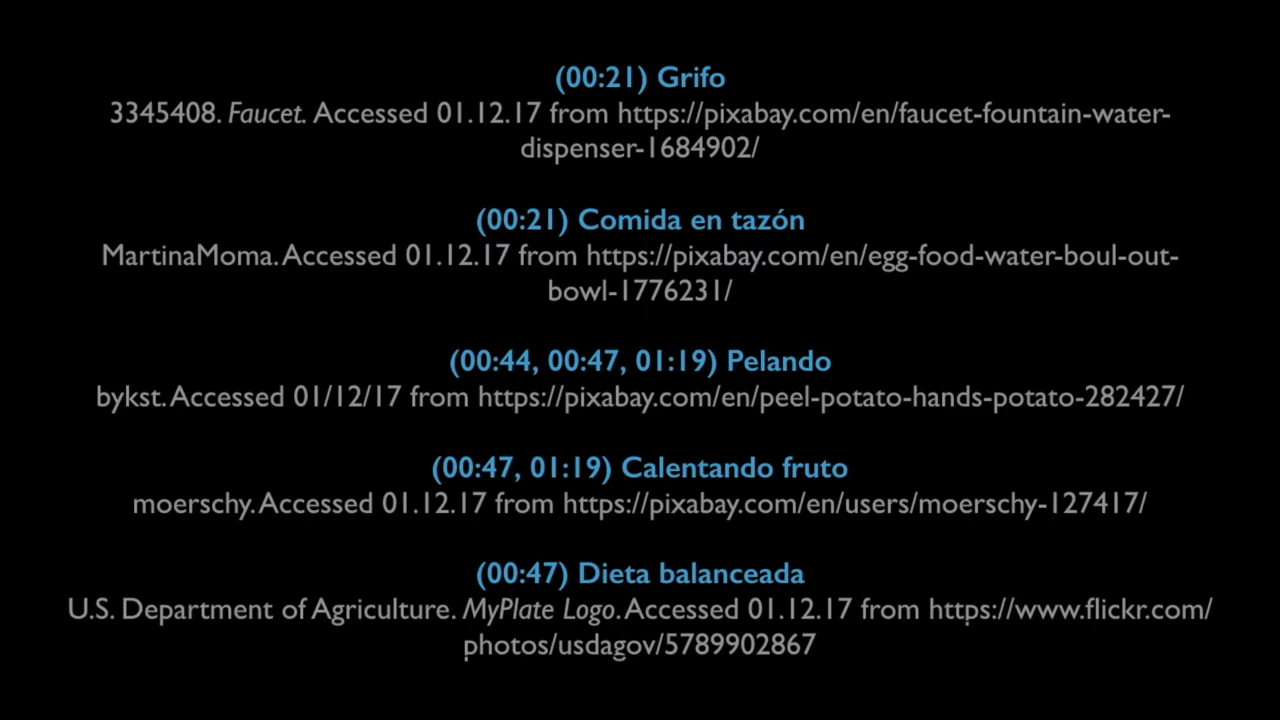 (00:21) Grifo
3345408. Faucet. Accessed 01.12.17 from https://pixabay.com/en/faucet-fountain-water-
dispenser-1684902/
(00:21) Comida en tazón
MartinaMoma. Accessed 01.12.17 from https://pixabay.com/en/egg-food-water-boul-out-
bowl-1776231/
(00:44, 00:47, 01:19) Pelando
bykst. Accessed 01/12/17 from https://pixabay.com/en/peel-potato-hands-potato-282427/
(00:47, 01:19) Calentando fruto
moerschy. Accessed 01.12.17 from https://pixabay.com/en/users/moerschy-127417/
(00:47) Dieta balanceada
U.S. Department of Agriculture. MyPlate Logo. Accessed 01.12.17 from https://www.flickr.com/
photos/usdagov/5789902867